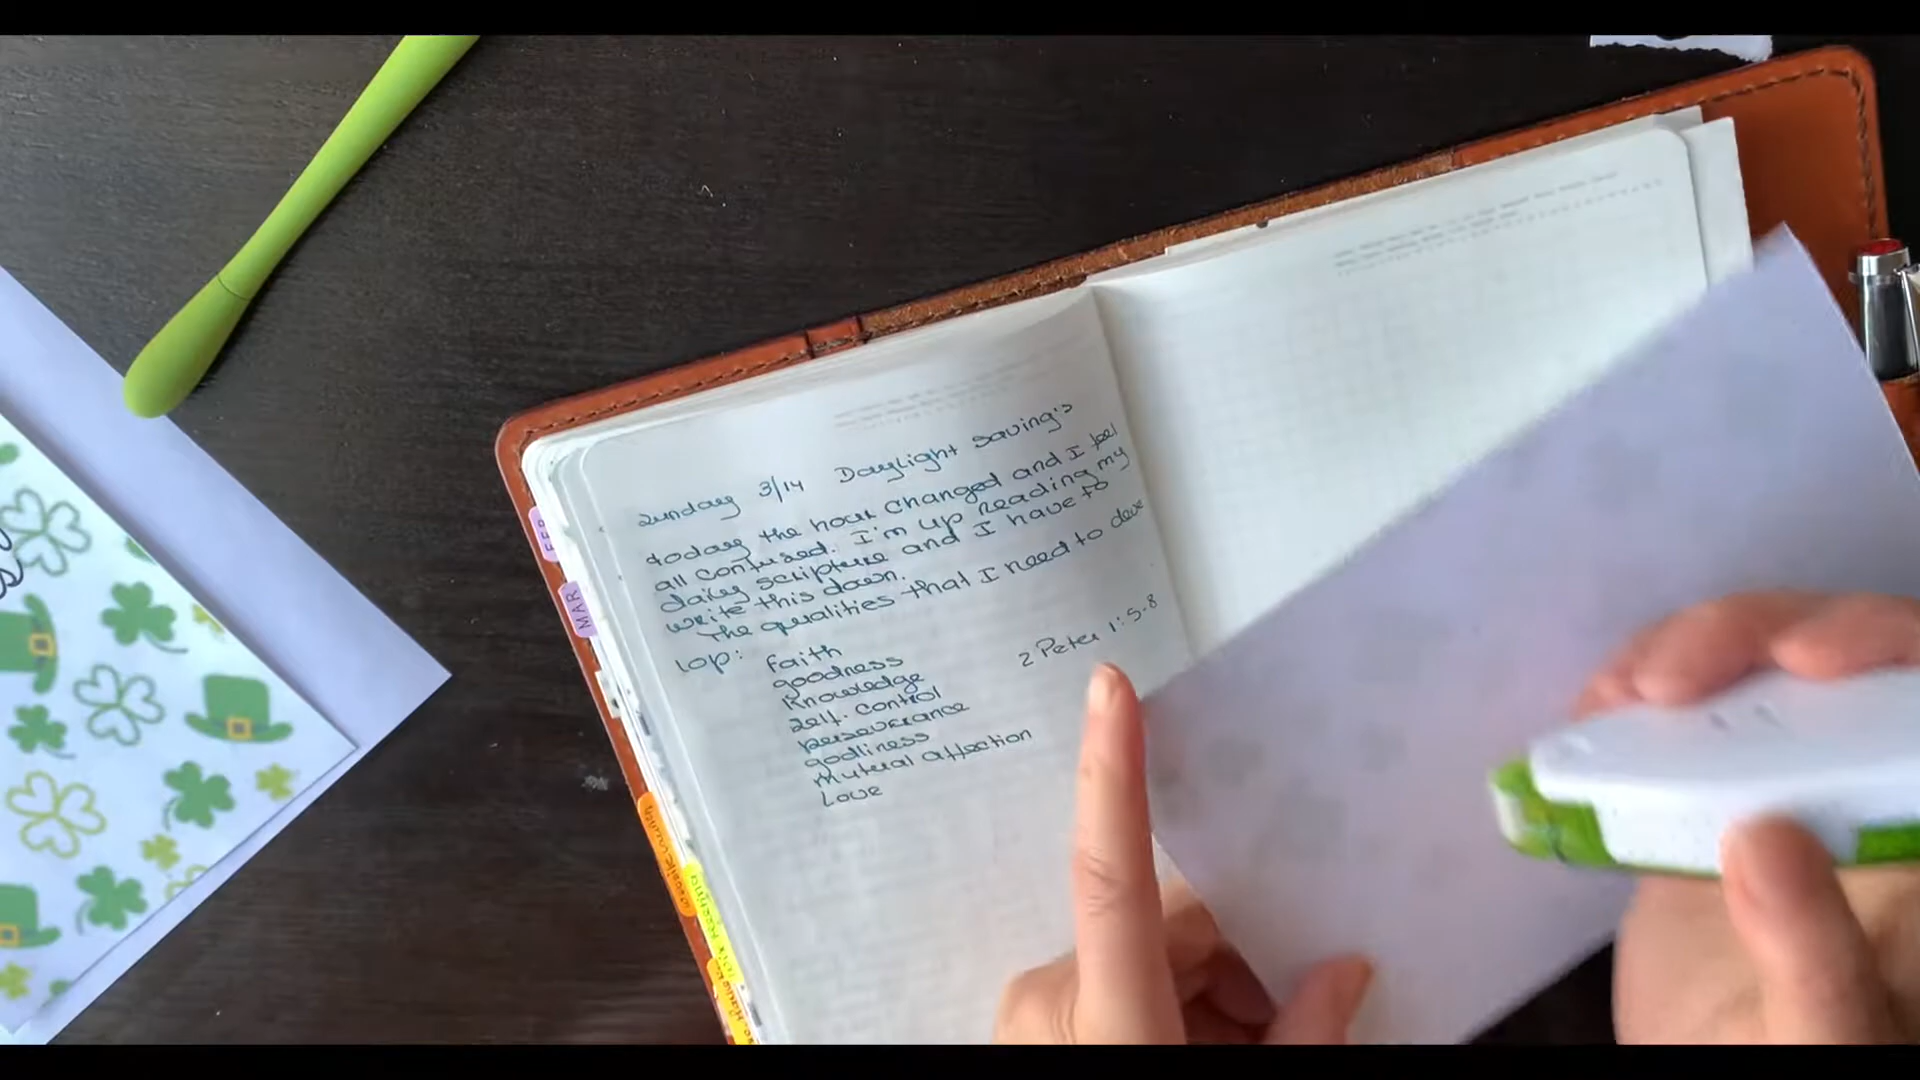 Sunday 3/14 Daylight Saving's
today the hour changed and I feel
all confused. I'm up reading my
daily scripture and I have to
write this down.
The qualities that I need to deve
lop:
faith
goodness
Knowledge
Self-control
perseverance
godliness
Muteral affection
Love
2 Peter 1:5-8
FEB
MAR